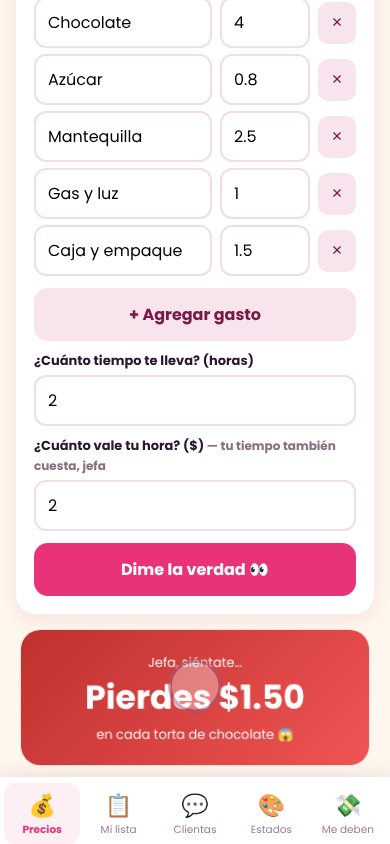 Chocolate 4 ×
Azúcar 0.8 ×
Mantequilla 2.5 ×
Gas y luz 1 ×
Caja y empaque 1.5 ×
+ Agregar gasto
¿Cuánto tiempo te lleva? (horas)
2
¿Cuánto vale tu hora? ($) — tu tiempo también
cuesta, jefa
2
Dime la verdad 👀
Jefa, siéntate…
Pierdes $1.50
en cada torta de chocolate 😱
Precios Mi lista Clientas Estados Me deben